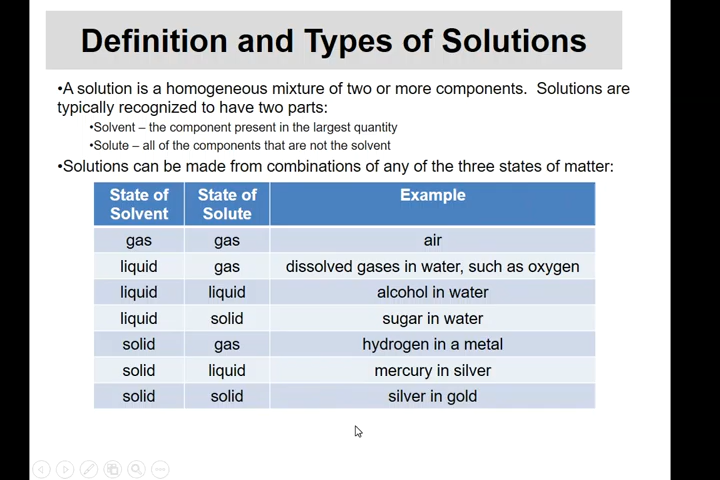 Definition and Types of Solutions
•A solution is a homogeneous mixture of two or more components.  Solutions are
typically recognized to have two parts:
•Solvent – the component present in the largest quantity
•Solute – all of the components that are not the solvent
•Solutions can be made from combinations of any of the three states of matter:
State of Solvent State of Solute Example
gas gas air
liquid gas dissolved gases in water, such as oxygen
liquid liquid alcohol in water
liquid solid sugar in water
solid gas hydrogen in a metal
solid liquid mercury in silver
solid solid silver in gold